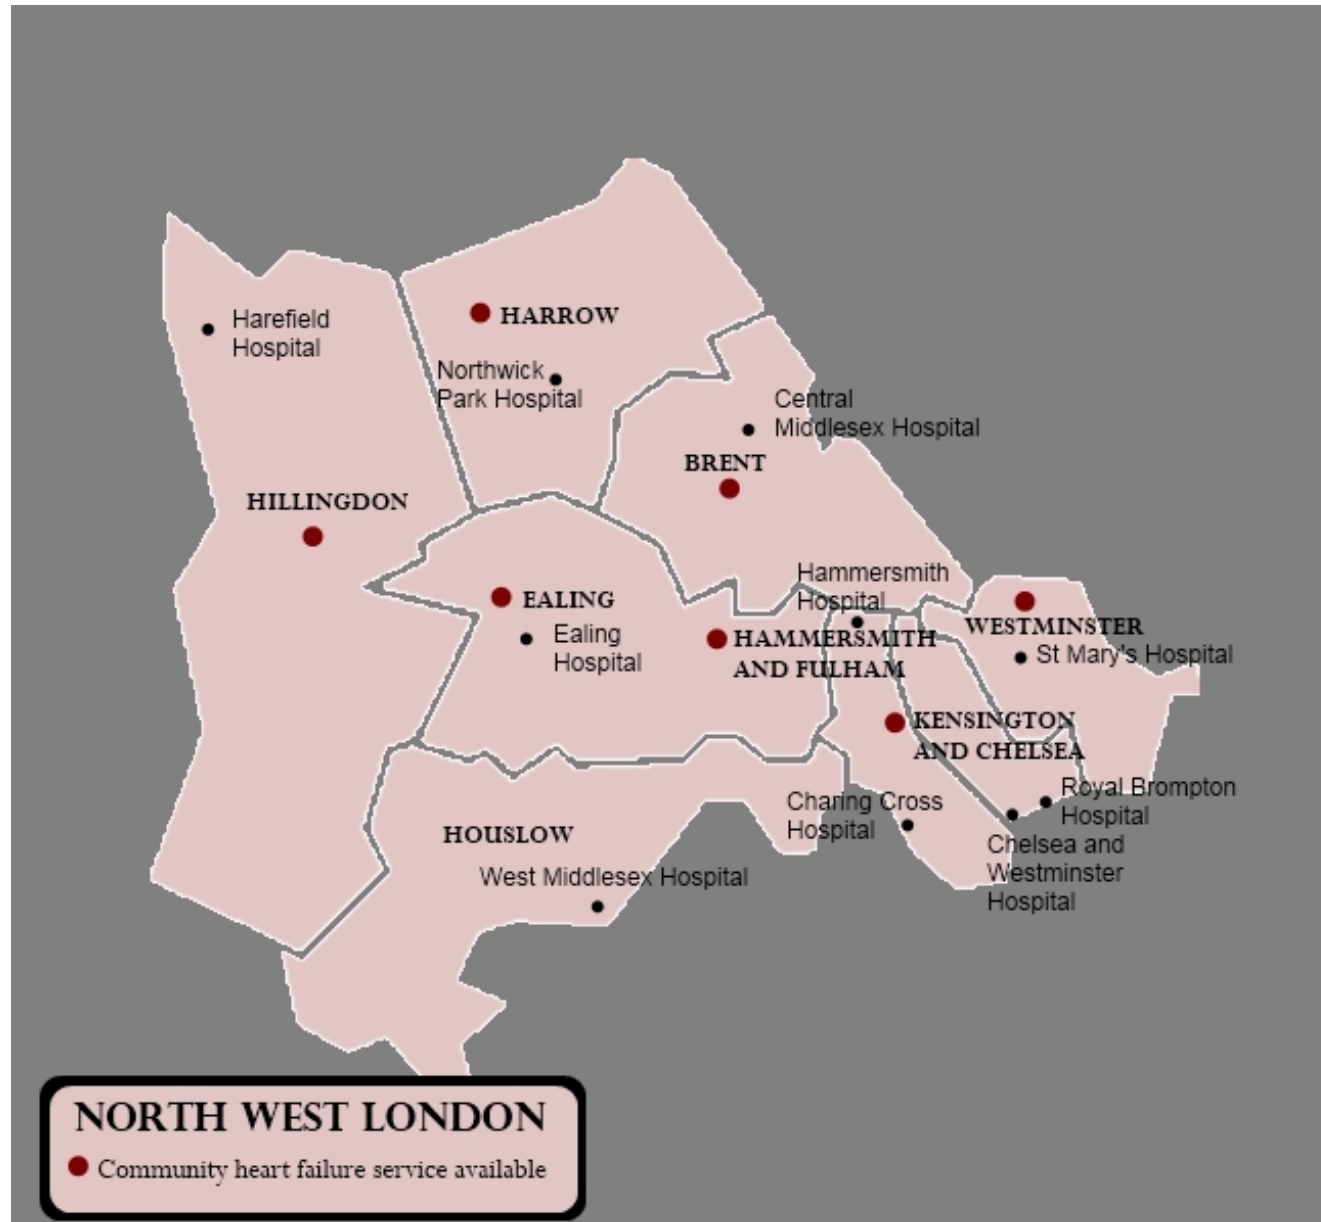 Harefield
Hospital
HARROW
Northwick
Park Hospital
Central
Middlesex Hospital
BRENT
HILLINGDON
Hammersmith
Hospital
EALING
Ealing
Hospital
HAMMERSMITH
AND FULHAM
WESTMINSTER
St Mary's Hospital
KENSINGTON
AND CHELSEA
Royal Brompton
Hospital
Charing Cross
Hospital
Chelsea and
Westminster
Hospital
HOUSLOW
West Middlesex Hospital
NORTH WEST LONDON
Community heart failure service available